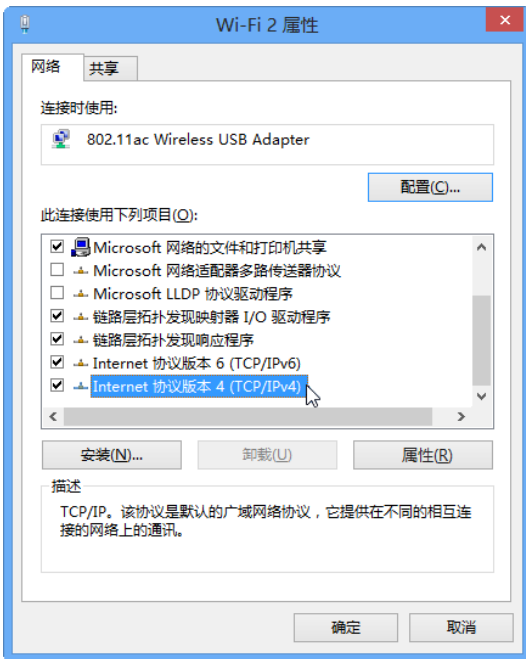 Wi-Fi 2 属性
网络 共享
连接时使用:
802.11ac Wireless USB Adapter
配置(C)...
此连接使用下列项目(O):
Microsoft 网络的文件和打印机共享
Microsoft 网络适配器多路传送器协议
Microsoft LLDP 协议驱动程序
链路层拓扑发现映射器 I/O 驱动程序
链路层拓扑发现响应程序
Internet 协议版本 6 (TCP/IPv6)
Internet 协议版本 4 (TCP/IPv4)
安装(N)... 卸载(U) 属性(R)
描述
TCP/IP。该协议是默认的广域网络协议，它提供在不同的相互连
接的网络上的通讯。
确定 取消